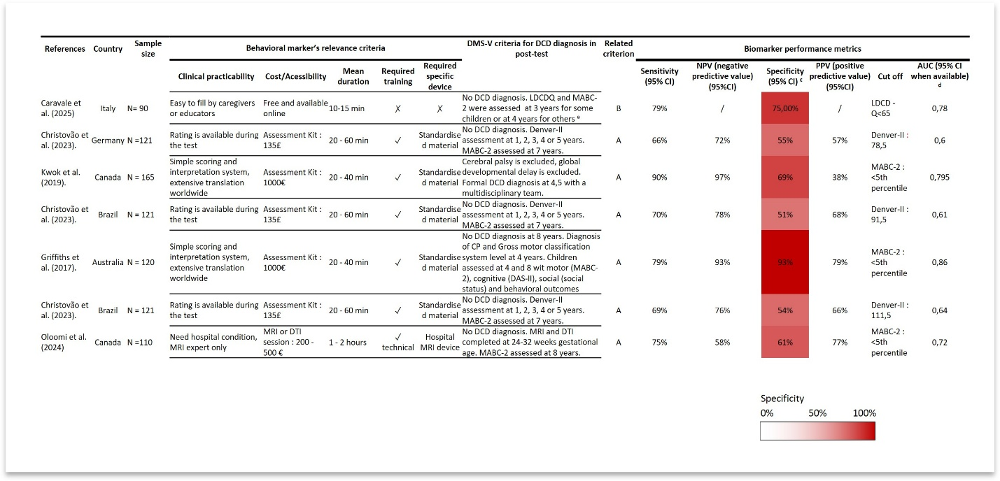 References Country Sample size Behavioral marker's relevance criteria DMS-V criteria for DCD diagnosis in post-test Related criterion Biomarker performance metrics
Clinical practicability Cost/Acessibility Mean duration Required training Required specific device Sensitivity (95% CI) NPV (negative predictive value) (95%CI) Specificity (95% CI) c PPV (positive predictive value) (95%CI) Cut off AUC (95% CI when available) d
Caravale et al. (2025) Italy N= 90 Easy to fill by caregivers or educators Free and available online 10-15 min X X No DCD diagnosis. LDCDQ and MABC-2 were assessed at 3 years for some children or at 4 years for others a B 79% / 75,00% / LDCD - Q<65 0,78
Christovão et al. (2023). Germany N =121 Rating is available during the test Assessment Kit : 135£ 20 - 60 min ✓ Standardised material No DCD diagnosis. Denver-II assessment at 1, 2, 3, 4 or 5 years. MABC-2 assessed at 7 years. A 66% 72% 55% 57% Denver-II : 78,5 0,6
Kwok et al. (2019). Canada N = 165 Simple scoring and interpretation system, extensive translation worldwide Assessment Kit : 1000€ 20 - 40 min ✓ Standardised material Cerebral palsy is excluded, global developmental delay is excluded. Formal DCD diagnosis at 4,5 with a multidisciplinary team. A 90% 97% 69% 38% MABC-2 : <5th percentile 0,795
Christovão et al. (2023). Brazil N = 121 Rating is available during the test Assessment Kit : 135£ 20 - 60 min ✓ Standardised material No DCD diagnosis. Denver-II assessment at 1, 2, 3, 4 or 5 years. MABC-2 assessed at 7 years. A 70% 78% 51% 68% Denver-II : 91,5 0,61
Griffiths et al. (2017). Australia N = 120 Simple scoring and interpretation system, extensive translation worldwide Assessment Kit : 1000€ 20 - 40 min ✓ Standardised material No DCD diagnosis at 8 years. Diagnosis of CP and Gross motor classification system level at 4 years. Children assessed at 4 and 8 wit motor (MABC-2), cognitive (DAS-II), social (social status) and behavioral outcomes A 79% 93% 93% 79% MABC-2 : <5th percentile 0,86
Christovão et al. (2023). Brazil N = 121 Rating is available during the test Assessment Kit : 135£ 20 - 60 min ✓ Standardised material No DCD diagnosis. Denver-II assessment at 1, 2, 3, 4 or 5 years. MABC-2 assessed at 7 years. A 69% 76% 54% 66% Denver-II : 111,5 0,64
Oloomi et al. (2024) Canada N =110 Need hospital condition, MRI expert only MRI or DTI session : 200 - 500 € 1 - 2 hours ✓ technical Hospital MRI device No DCD diagnosis. MRI and DTI completed at 24-32 weeks gestational age. MABC-2 assessed at 8 years. A 75% 58% 61% 77% MABC-2 : <5th percentile 0,72
Specificity
0% 50% 100%